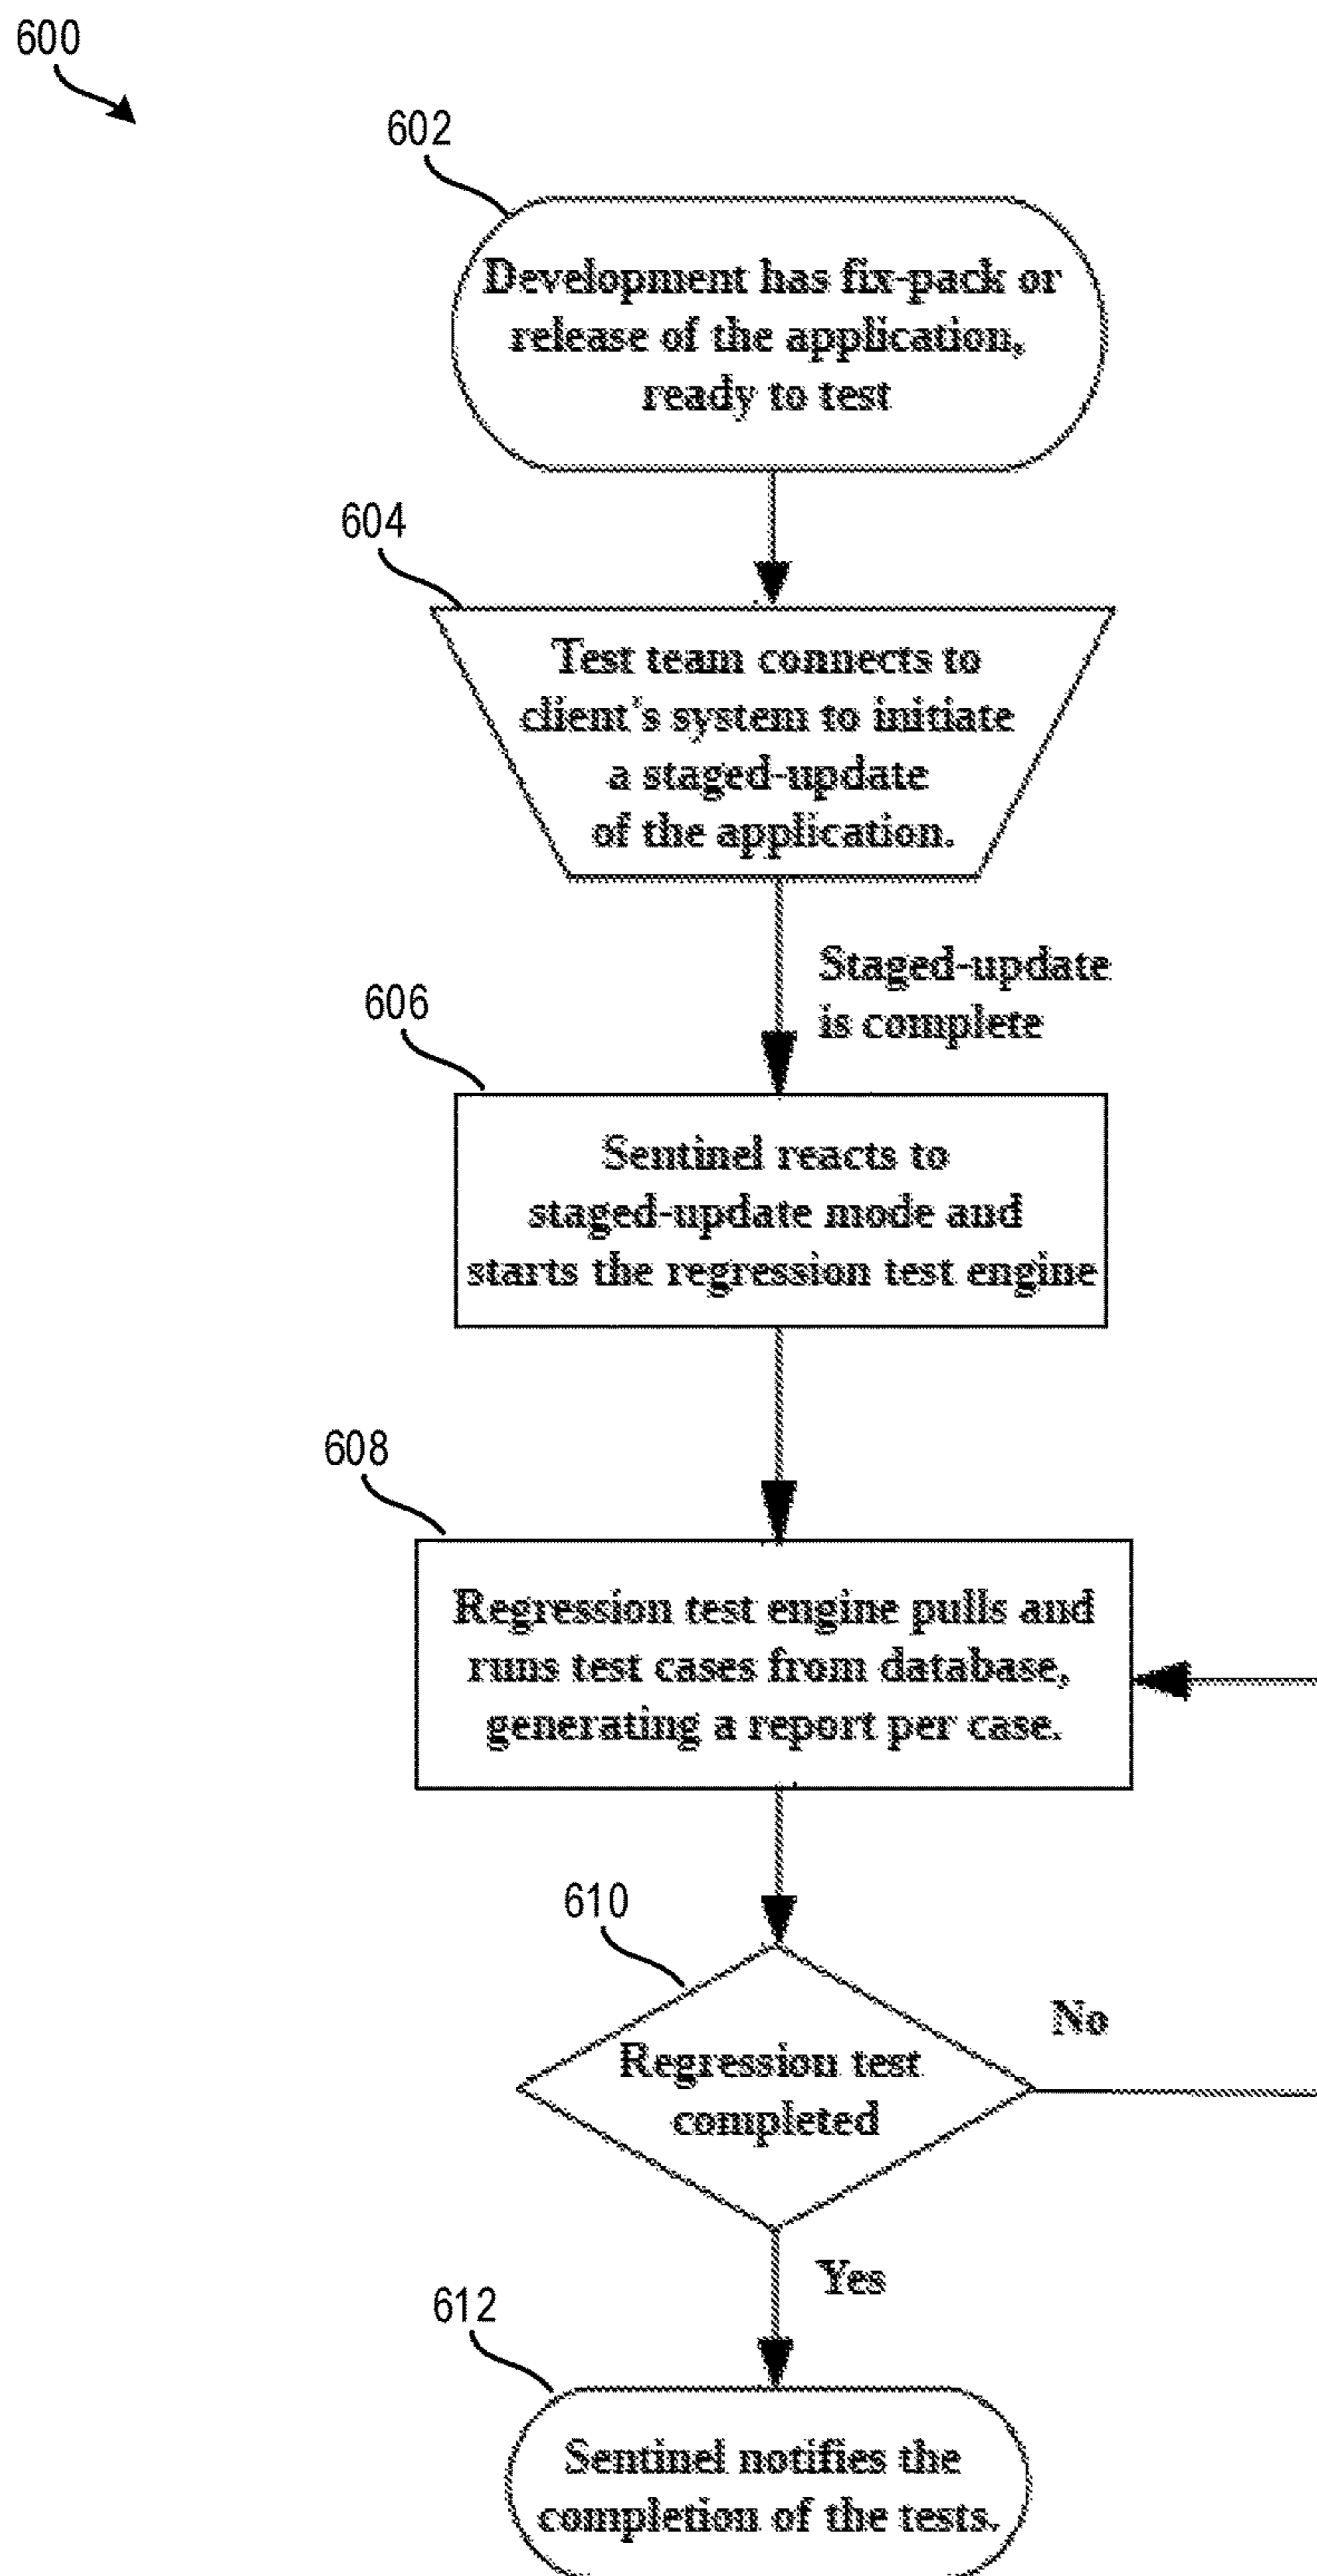 600
602
Development has fix-pack or
release of the application,
ready to test
604
Test team connects to
client's system to initiate
a staged-update
of the application.
Staged-update
is complete
606
Sentinel reacts to
staged-update mode and
starts the regression test engine
608
Regression test engine pulls and
runs test cases from database,
generating a report per case.
610
Regression test
completed
No
Yes
612
Sentinel notifies the
completion of the tests.